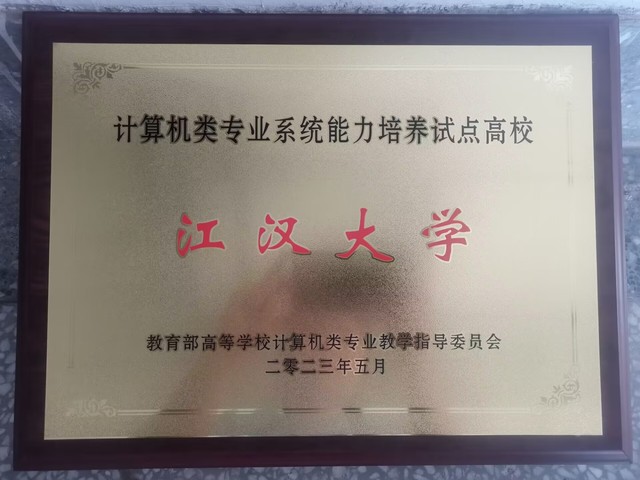 计算机类专业系统能力培养试点高校
江汉大学
教育部高等学校计算机类专业教学指导委员会
二零二三年五月